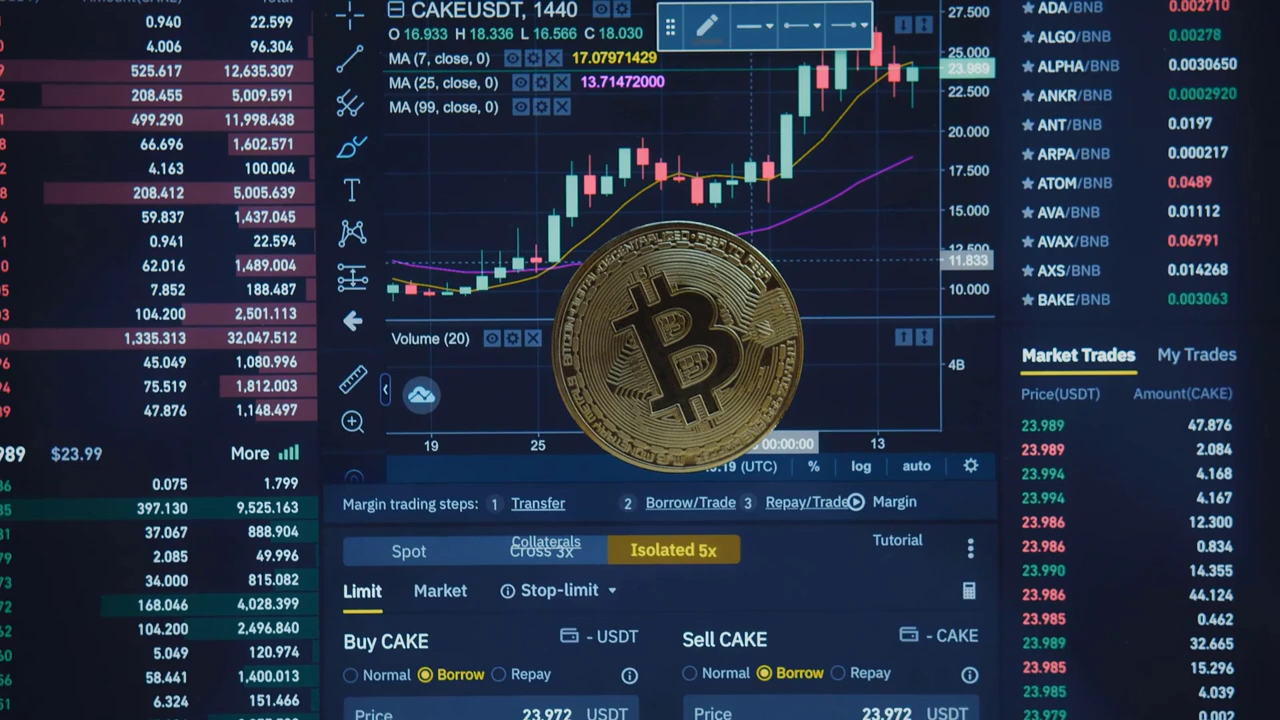 0.940 22.599
4.006 96.304
525.617 12,635.307
208.455 5,009.591
499.290 11,998.438
66.696 1,602.571
4.163 100.004
208.412 5,005.639
59.837 1,437.045
0.941 22.594
62.016 1,489.004
7.852 188.487
104.200 2,501.113
1,335.313 32,047.512
45.049 1,080.996
75.519 1,812.003
47.876 1,148.497
989 $23.99 More
0.075 1.799
397.130 9,525.163
37.067 888.904
2.085 49.996
34.000 815.082
168.046 4,028.399
104.200 2,496.840
5.049 120.974
58.441 1,400.013
6.324 151.466
CAKEUSDT, 1440
O 16.933 H 18.336 L 16.566 C 18.030
MA (7, close, 0) 17.07971429
MA (25, close, 0) 13.71472000
MA (99, close, 0)
T
27.500
25.000
23.989
22.500
20.000
17.500
15.000
12.500
11.833
10.000
Volume (20)
4B
19 25 00:00:00 13
:19 (UTC) % log auto
Margin trading steps: 1 Transfer 2 Borrow/Trade 3 Repay/Trade Margin
Collaterals Tutorial
Spot Cross 3x Isolated 5x
Limit Market Stop-limit
Buy CAKE - USDT Sell CAKE - CAKE
Normal Borrow Repay Normal Borrow Repay
Price 23.972 USDT Price 23.972 USDT
B
ADA/BNB 0.002710
ALGO/BNB 0.00278
ALPHA/BNB 0.0030650
ANKR/BNB 0.0002920
ANT/BNB 0.0197
ARPA/BNB 0.000217
ATOM/BNB 0.0489
AVA/BNB 0.01112
AVAX/BNB 0.06791
AXS/BNB 0.014268
BAKE/BNB 0.003063
Market Trades My Trades
Price(USDT) Amount(CAKE)
23.989 47.876
23.989 2.084
23.994 4.168
23.994 4.167
23.986 12.300
23.986 0.834
23.990 14.355
23.986 44.124
23.985 0.462
23.989 32.665
23.985 15.296
23.985 4.039
23.979 0.002